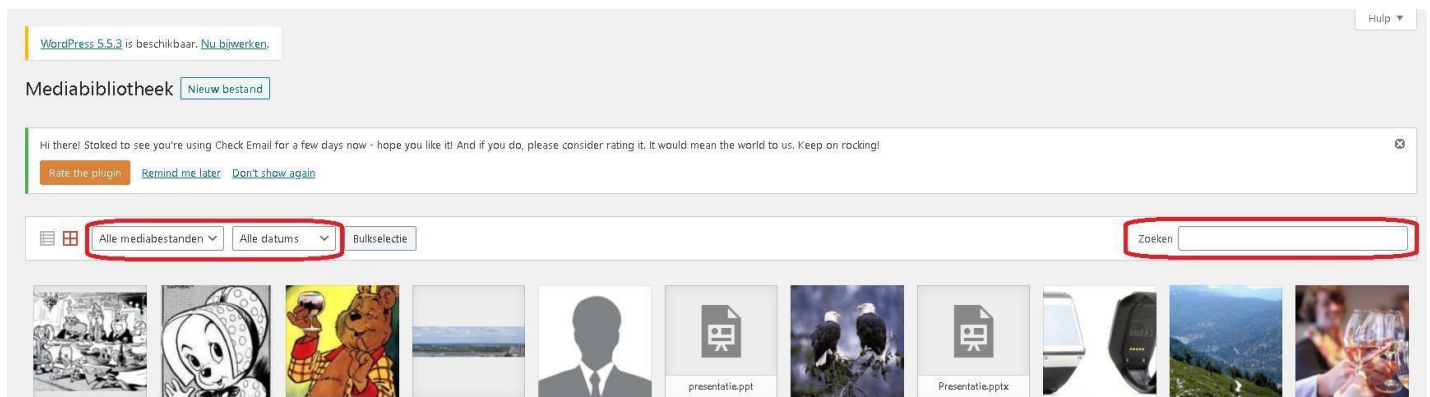 Hulp
WordPress 5.5.3 is beschikbaar. Nu bijwerken.
Mediabibliotheek Nieuw bestand
Hi there! Stoked to see you're using Check Email for a few days now - hope you like it! And if you do, please consider rating it. It would mean the world to us. Keep on rocking!
Rate the plugin Remind me later Don't show again
Alle mediabestanden Alle datums Bulkselectie Zoeken
presentatie.ppt Presentatie.pptx